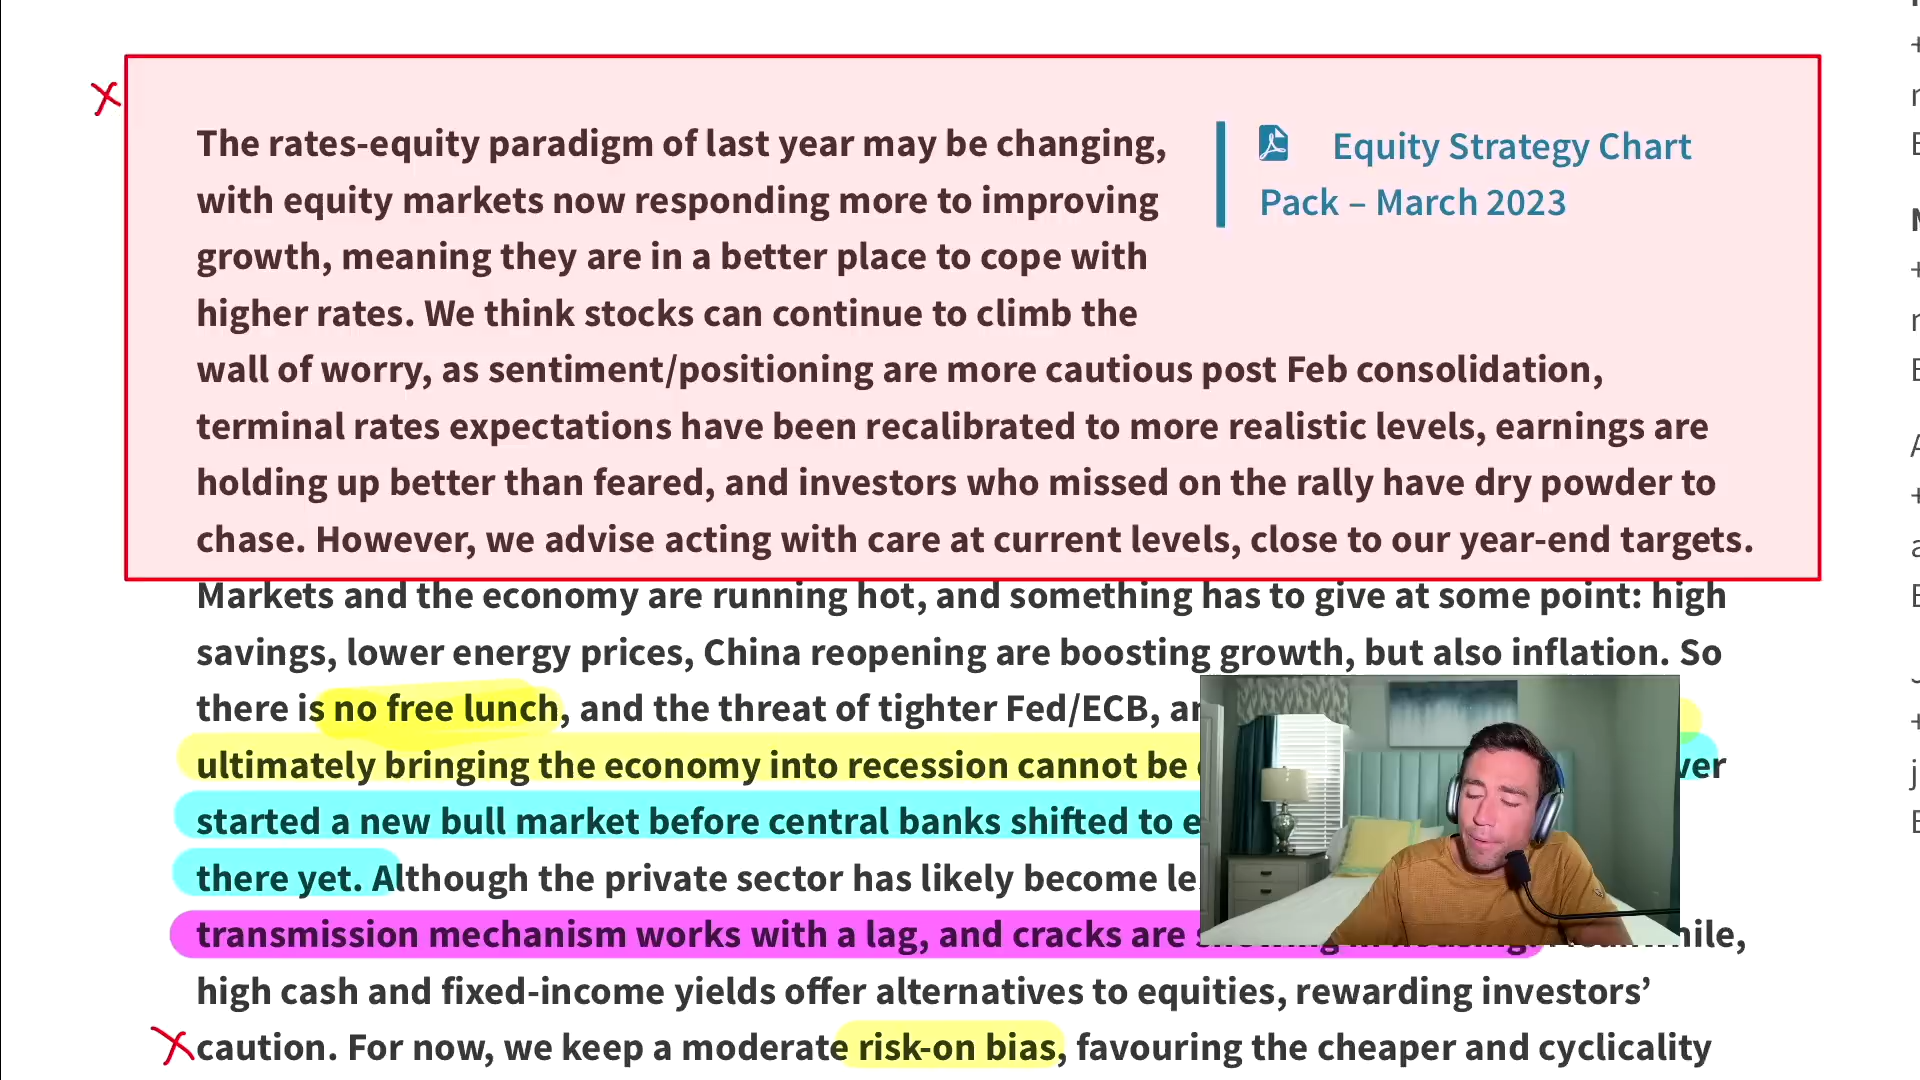 The rates-equity paradigm of last year may be changing,
with equity markets now responding more to improving
growth, meaning they are in a better place to cope with
higher rates. We think stocks can continue to climb the
wall of worry, as sentiment/positioning are more cautious post Feb consolidation,
terminal rates expectations have been recalibrated to more realistic levels, earnings are
holding up better than feared, and investors who missed on the rally have dry powder to
chase. However, we advise acting with care at current levels, close to our year-end targets.
Equity Strategy Chart
Pack – March 2023
Markets and the economy are running hot, and something has to give at some point: high
savings, lower energy prices, China reopening are boosting growth, but also inflation. So
there is no free lunch, and the threat of tighter Fed/ECB,
ultimately bringing the economy into recession cannot be
started a new bull market before central banks shifted to
there yet. Although the private sector has likely become
transmission mechanism works with a lag, and cracks are
high cash and fixed-income yields offer alternatives to equities, rewarding investors’
caution. For now, we keep a moderate risk-on bias, favouring the cheaper and cyclicality